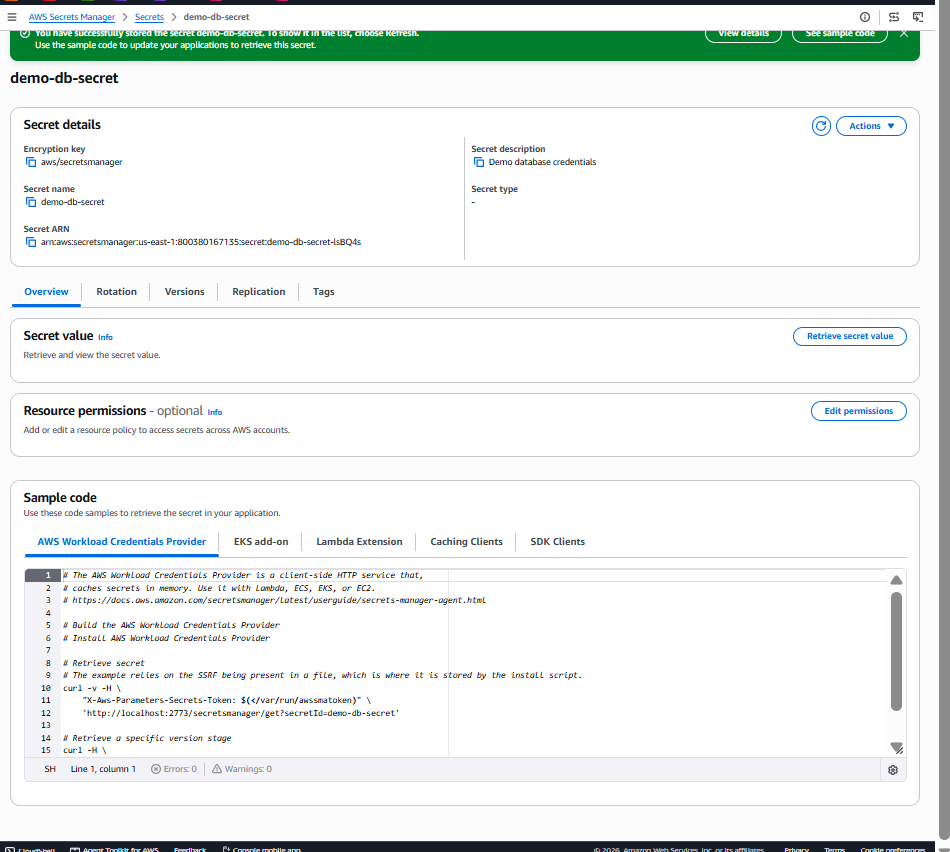 AWS Secrets Manager > Secrets > demo-db-secret
You have successfully stored the secret demo-db-secret. To show it in the list, choose Refresh.
Use the sample code to update your applications to retrieve this secret.
View details
See sample code
demo-db-secret
Secret details
Actions
Encryption key
aws/secretsmanager
Secret description
Demo database credentials
Secret name
demo-db-secret
Secret type
-
Secret ARN
arn:aws:secretsmanager:us-east-1:800380167135:secret:demo-db-secret-lsBQ4s
Overview
Rotation
Versions
Replication
Tags
Secret value Info
Retrieve secret value
Retrieve and view the secret value.
Resource permissions - optional Info
Edit permissions
Add or edit a resource policy to access secrets across AWS accounts.
Sample code
Use these code samples to retrieve the secret in your application.
AWS Workload Credentials Provider
EKS add-on
Lambda Extension
Caching Clients
SDK Clients
1 # The AWS Workload Credentials Provider is a client-side HTTP service that,
2 # caches secrets in memory. Use it with Lambda, ECS, EKS, or EC2.
3 # https://docs.aws.amazon.com/secretsmanager/latest/userguide/secrets-manager-agent.html
4
5 # Build the AWS Workload Credentials Provider
6 # Install AWS Workload Credentials Provider
7
8 # Retrieve secret
9 # The example relies on the SSRF being present in a file, which is where it is stored by the install script.
10 curl -v -H \
11 "X-Aws-Parameters-Secrets-Token: $(</var/run/awssmatoken)" \
12 'http://localhost:2773/secretsmanager/get?secretId=demo-db-secret'
13
14 # Retrieve a specific version stage
15 curl -H \
SH Line 1, column 1 Errors: 0 Warnings: 0
CloudShell Agent Toolkit for AWS Feedback Console mobile app © 2026, Amazon Web Services, Inc. or its affiliates. Privacy Terms Cookie preferences